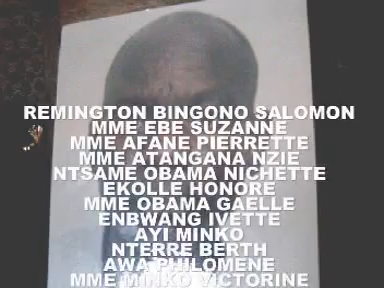 REMINGTON BINGONO SALOMON
MME EBE SUZANNE
MME AFANE PIERRETTE
MME ATANGANA NZIE
NTSAME OBAMA NICHETTE
EKOLLE HONORE
MME OBAMA GAELLE
ENBWANG IVETTE
AYI MINKO
NTERRE BERTH
AWA PHILOMENE
MME MINKO VICTORINE